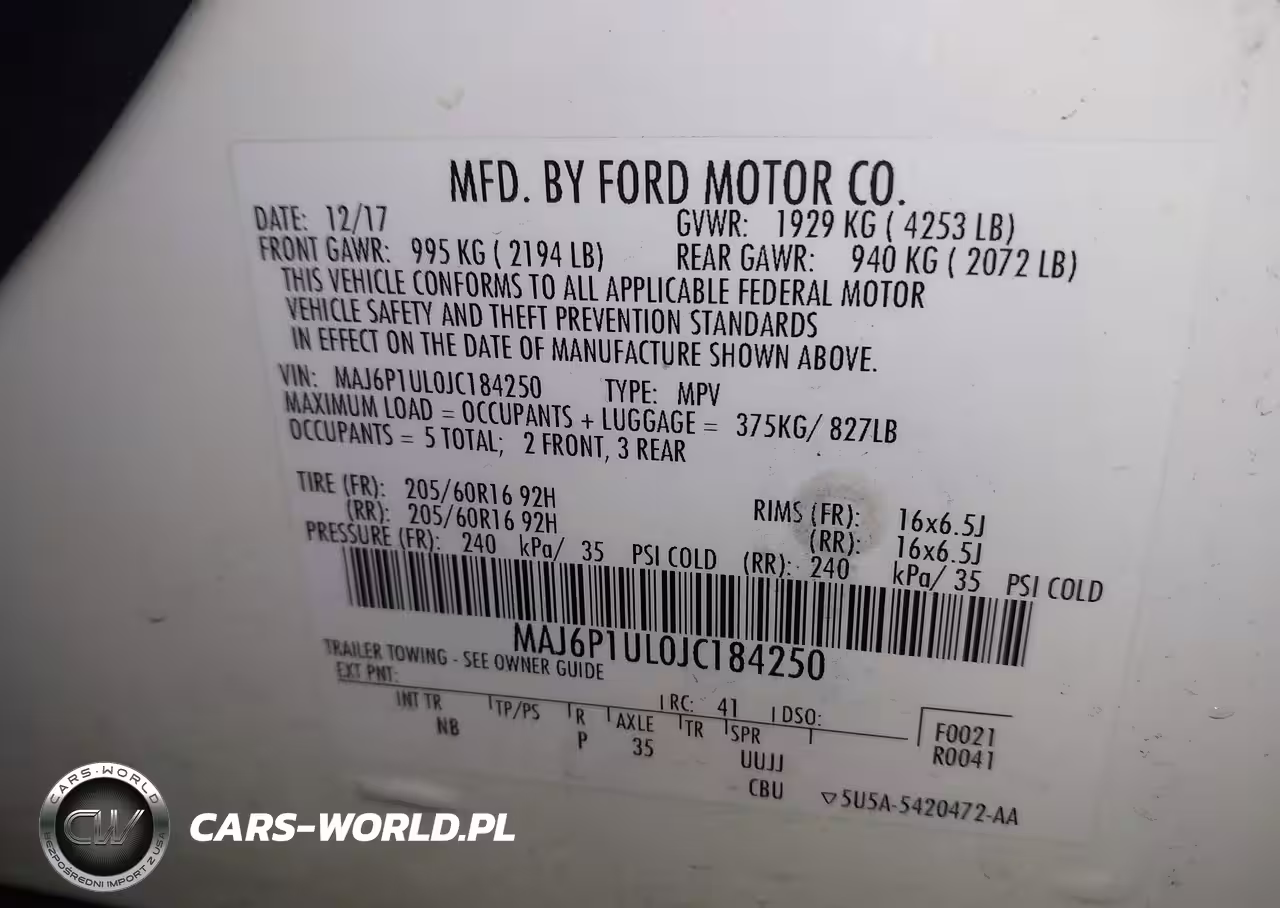 MFD. BY FORD MOTOR CO.
DATE: 12/17 GVWR: 1929 KG ( 4253 LB)
FRONT GAWR: 995 KG ( 2194 LB) REAR GAWR: 940 KG ( 2072 LB)
THIS VEHICLE CONFORMS TO ALL APPLICABLE FEDERAL MOTOR
VEHICLE SAFETY AND THEFT PREVENTION STANDARDS
IN EFFECT ON THE DATE OF MANUFACTURE SHOWN ABOVE.
VIN: MAJ6P1UL0JC184250 TYPE: MPV
MAXIMUM LOAD = OCCUPANTS + LUGGAGE = 375KG/ 827LB
OCCUPANTS = 5 TOTAL; 2 FRONT, 3 REAR
TIRE (FR): 205/60R16 92H RIMS (FR): 16x6.5J
(RR): 205/60R16 92H (RR): 16x6.5J
PRESSURE (FR): 240 kPa/ 35 PSI COLD (RR): 240 kPa/ 35 PSI COLD
MAJ6P1UL0JC184250
TRAILER TOWING - SEE OWNER GUIDE
EXT PNT: RC: 41 DSO:
INT TR TP/PS R AXLE TR SPR F0021
NB P 35 UUJJ R0041
CBU ▽5U5A-5420472-AA
CARS-WORLD
CW
BEZPOŚREDNI IMPORT Z USA
CARS-WORLD.PL